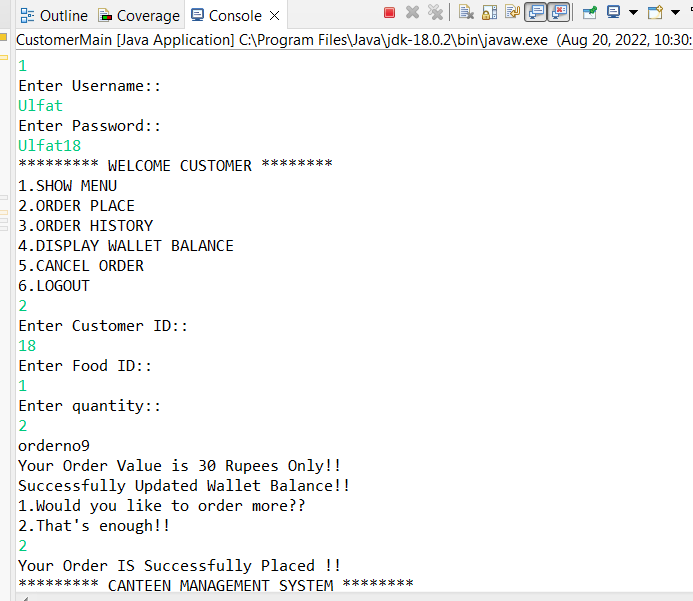 Outline Coverage Console
CustomerMain [Java Application] C:\Program Files\Java\jdk-18.0.2\bin\javaw.exe (Aug 20, 2022, 10:30:
1
Enter Username::
Ulfat
Enter Password::
Ulfat18
********* WELCOME CUSTOMER ********
1.SHOW MENU
2.ORDER PLACE
3.ORDER HISTORY
4.DISPLAY WALLET BALANCE
5.CANCEL ORDER
6.LOGOUT
2
Enter Customer ID::
18
Enter Food ID::
1
Enter quantity::
2
orderno9
Your Order Value is 30 Rupees Only!!
Successfully Updated Wallet Balance!!
1.Would you like to order more??
2.That's enough!!
2
Your Order IS Successfully Placed !!
********* CANTEEN MANAGEMENT SYSTEM ********